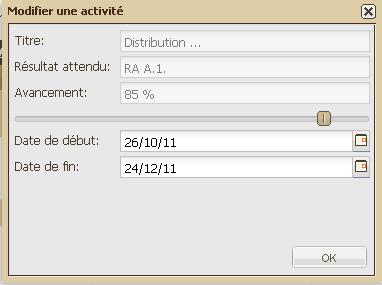 Modifier une activité
Titre: Distribution ...
Résultat attendu: RA A.1.
Avancement: 85 %
Date de début: 26/10/11
Date de fin: 24/12/11
OK